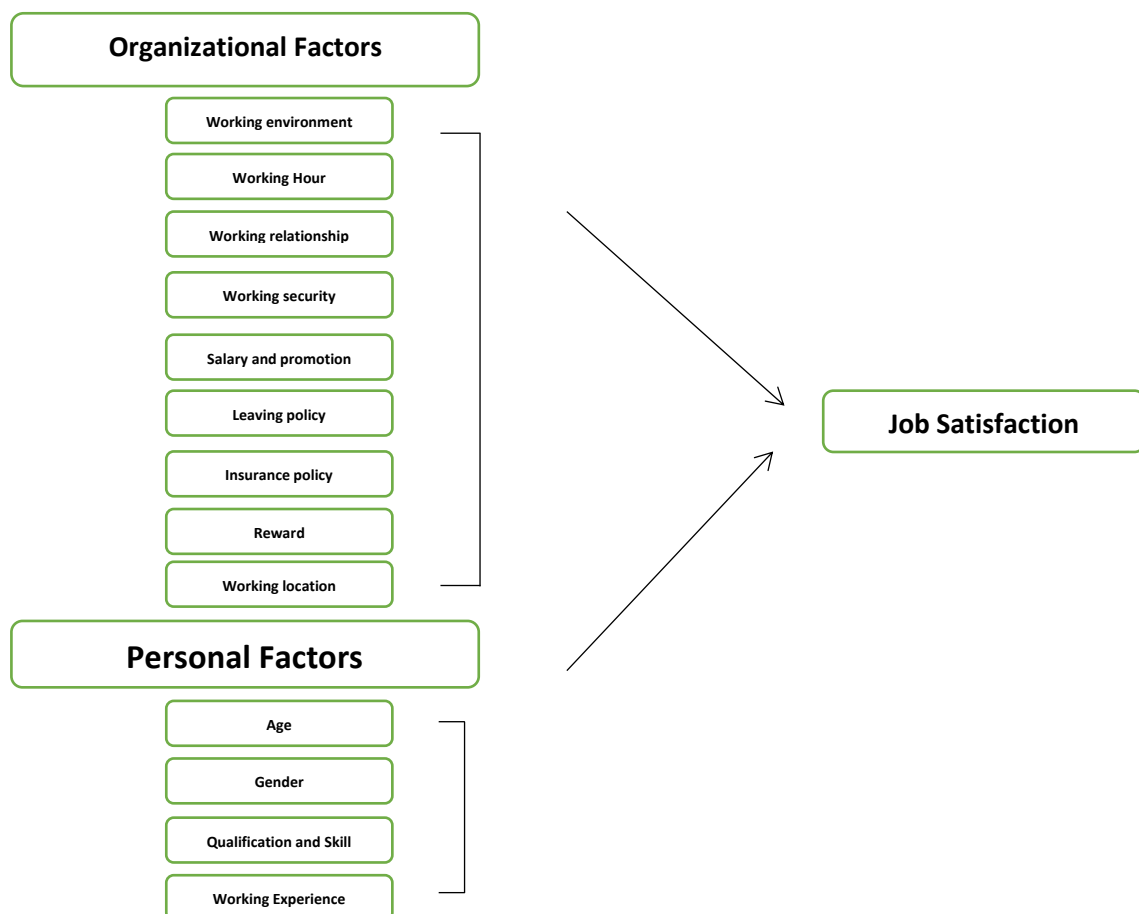 Organizational Factors
Working environment
Working Hour
Working relationship
Working security
Salary and promotion
Leaving policy
Insurance policy
Reward
Working location
Job Satisfaction
Personal Factors
Age
Gender
Qualification and Skill
Working Experience